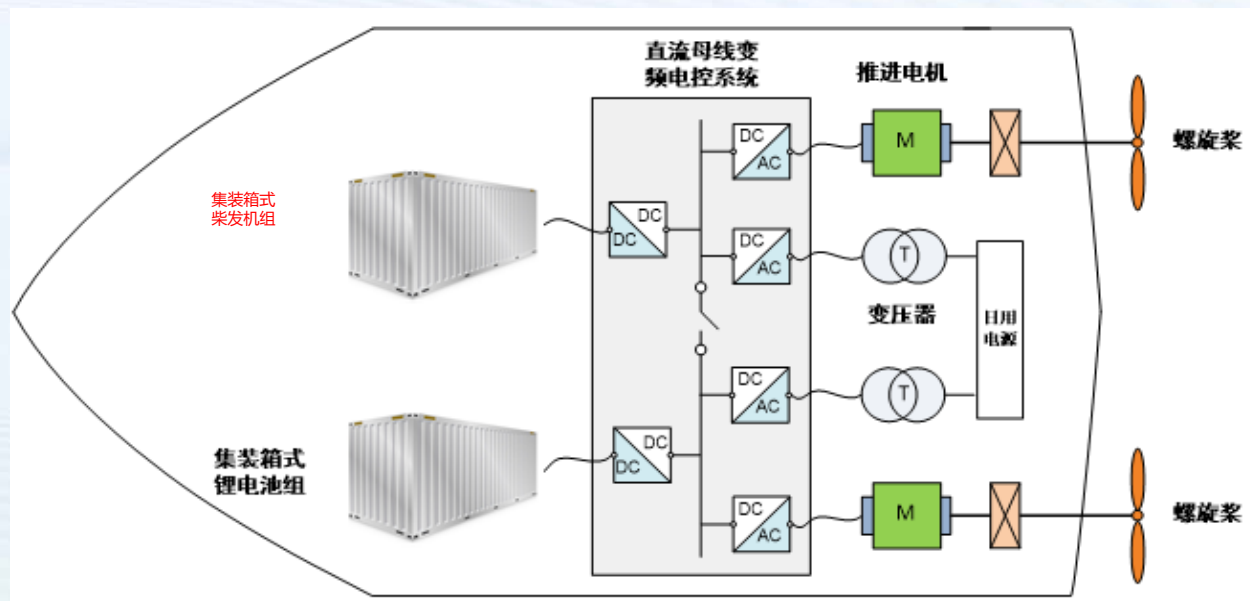 直流母线变
频电控系统
推进电机
DC
AC
M
螺旋桨
集装箱式
柴发机组
DC
DC
DC
AC
T
变压器
日用
电源
DC
AC
T
集装箱式
锂电池组
DC
DC
DC
AC
M
螺旋桨